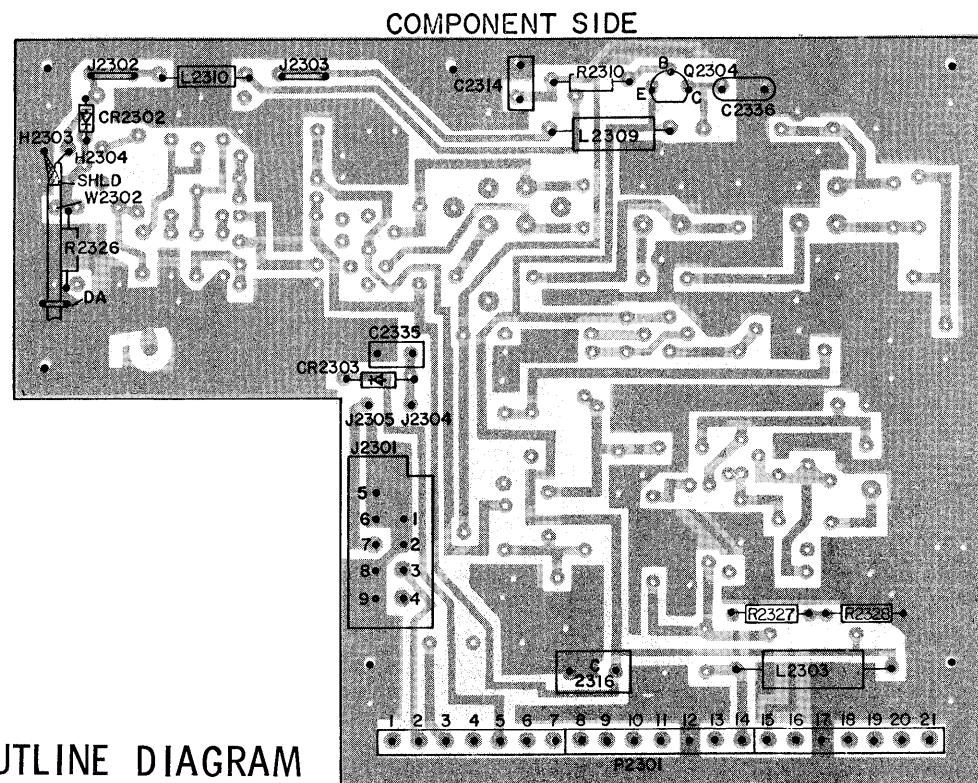 COMPONENT SIDE
J2302
L2310
J2303
C2314
R2310
B
Q2304
E
C
C2336
CR2302
H2303
L2309
H2304
SHLD
W2302
R2326
DA
C2335
CR2303
J2305 J2304
J2301
5
6 1
7 2
8 3
9 4
R2327
R2328
C
2316
L2303
1 2 3 4 5 6 7 8 9 10 11 12 13 14 15 16 17 18 19 20 21
P2301
UTLINE DIAGRAM